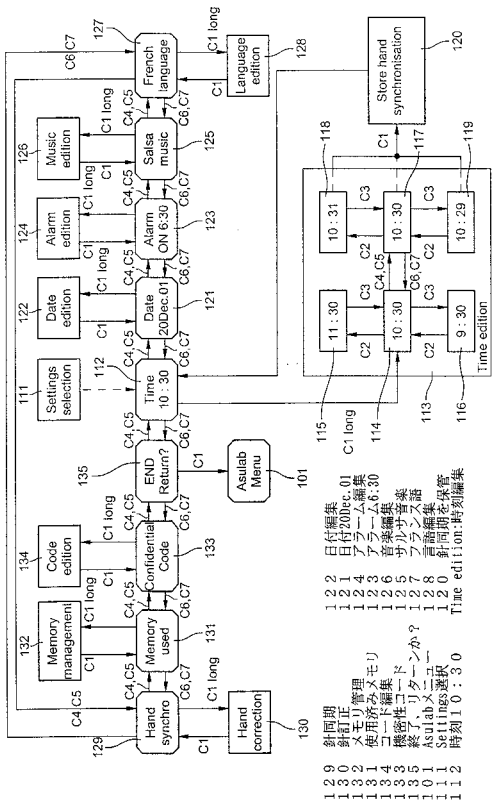 127
French
language
C6,C7
C1 long
C1
Language
edition
128
C4,C5
C6,C7
126
Music
edition
C1 long
C1
C1 long
C4,C5
Salsa
music
125
C6,C7
124
Alarm
edition
C1 long
C4,C5
Alarm
ON 6:30
123
C6,C7
122
Date
edition
C1 long
C1
C4,C5
Date
20Dec.01
121
C6,C7
111
Settings
selection
112
C4,C5
Time
10 : 30
C6,C7
135
C4,C5
END
Return?
C6,C7
C1
Asulab
Menu
101
134
Code
edition
C1
C1 long
C4,C5
Confidential
Code
133
C6,C7
132
Memory
management
C1
C1 long
C4,C5
Memory
used
131
C6,C7
C4,C5
129
Hand
synchro
C1
C1 long
Hand
correction
130
Store hand
synchronisation
120
C1
118
10 : 31
C2
C3
10 : 30
117
C2
C3
10 : 29
119
C4,C5
C6,C7
115
11 : 30
C2
C3
114
10 : 30
C2
C3
9 : 30
116
113
Time edition
C1 long
129 針同期
130 針訂正
132 メモリ管理
131 使用済みメモリ
134 コード編集
133 機密性コード
135 終了、リターンか?
101 Asulabメニュー
111 Settings選択
112 時刻10:30
122 日付編集
121 日付20Dec.01
124 アラーム編集
123 アラーム6:30
126 音楽編集
125 サルサ音楽
127 フランス語
128 言語編集
120 針同期を保管
Time edition:時刻編集